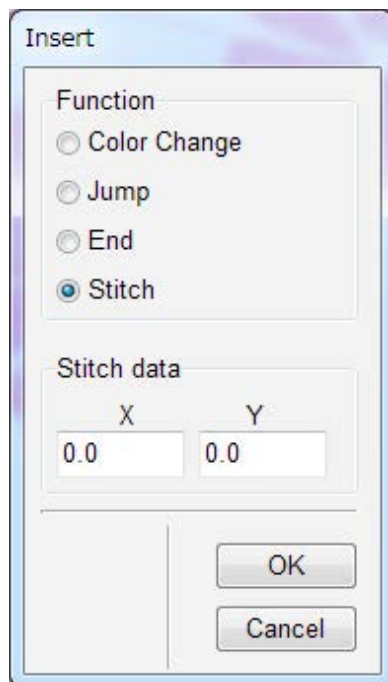 Insert
Function
Color Change
Jump
End
Stitch
Stitch data
X Y
0.0 0.0
OK
Cancel